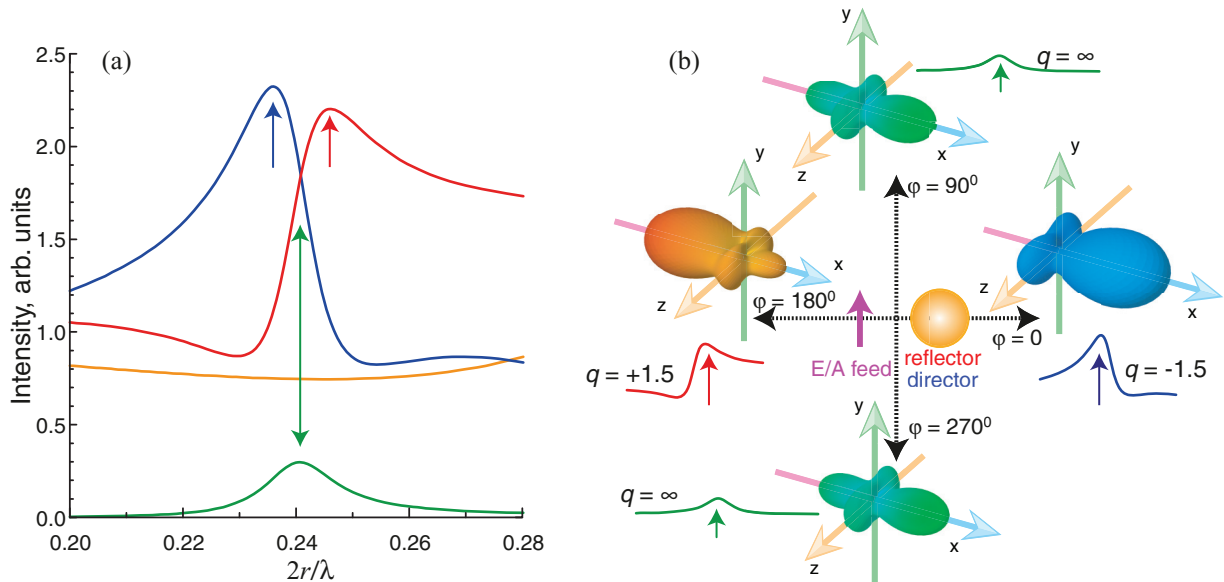 (a)
Intensity, arb. units
2.5
2.0
1.5
1.0
0.5
0.0
0.20
0.22
0.24
0.26
0.28
2r/λ
(b)
y
q = ∞
x
z
φ = 90⁰
y
x
z
φ = 180⁰
y
x
z
φ = 0
E/A feed
reflector
director
q = +1.5
q = -1.5
y
φ = 270⁰
q = ∞
x
z